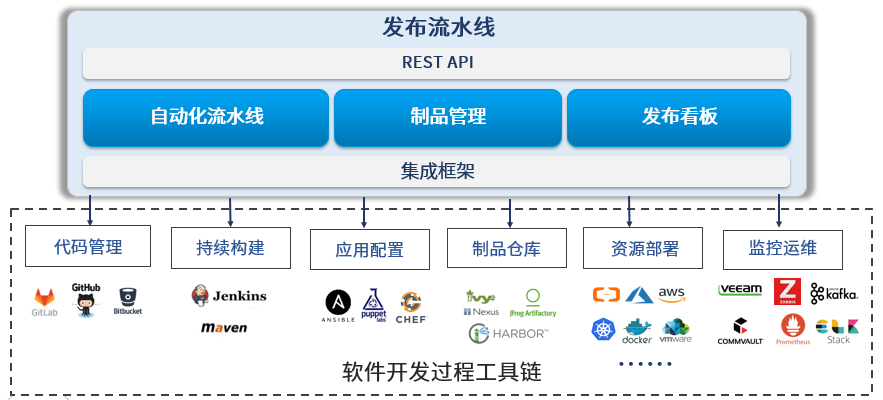 发布流水线
REST API
自动化流水线
制品管理
发布看板
集成框架
代码管理
持续构建
应用配置
制品仓库
资源部署
监控运维
GitLab
GitHub
Bitbucket
Jenkins
maven
ANSIBLE
puppet
labs
CHEF
ivy
Nexus
JFrog Artifactory
HARBOR™
aws
docker
vmware
veeam
ZABBIX
kafka
COMMVAULT
Prometheus
Stack
......
软件开发过程工具链